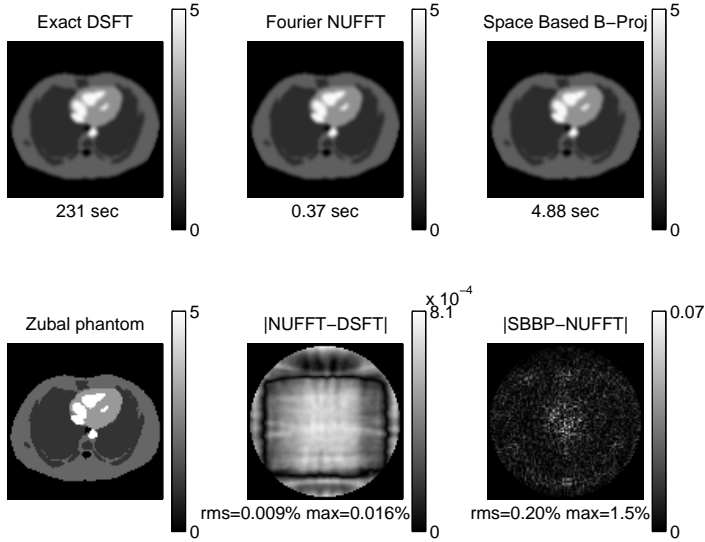 Exact DSFT
5
0
231 sec
Fourier NUFFT
5
0
0.37 sec
Space Based B−Proj
5
0
4.88 sec
Zubal phantom
5
0
|NUFFT−DSFT|
x 10−4
8.1
0
rms=0.009% max=0.016%
|SBBP−NUFFT|
0.07
0
rms=0.20% max=1.5%